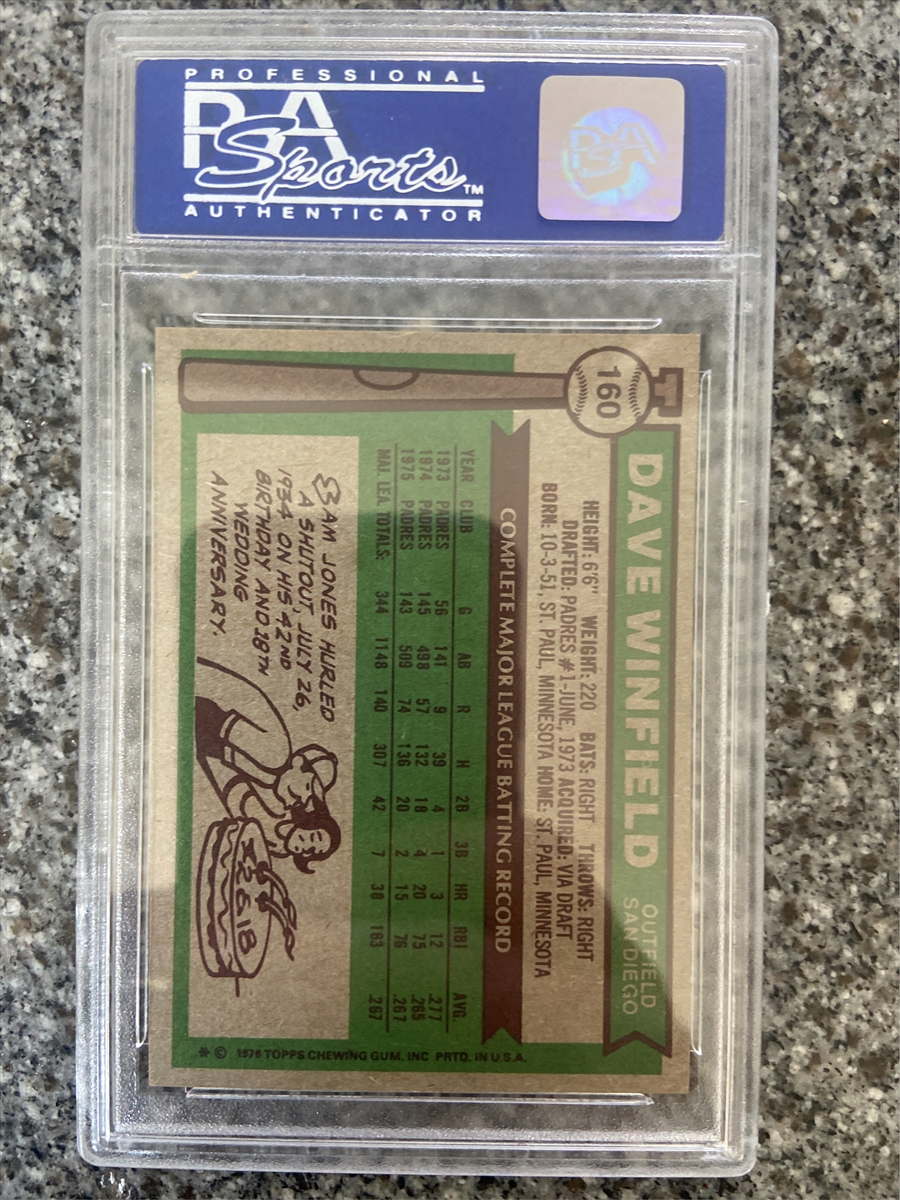 PROFESSIONAL
PSA
Sports™
AUTHENTICATOR
PSA
160
DAVE WINFIELD
OUTFIELD
SAN DIEGO
HEIGHT: 6'6" WEIGHT: 220 BATS: RIGHT THROWS: RIGHT
DRAFTED: PADRES #1-JUNE, 1973 ACQUIRED: VIA DRAFT
BORN: 10-3-51, ST. PAUL, MINNESOTA HOME: ST. PAUL, MINNESOTA
COMPLETE MAJOR LEAGUE BATTING RECORD
YEAR CLUB G AB R H 2B 3B HR RBI AVG.
1973 PADRES 56 141 9 39 4 1 3 12 .277
1974 PADRES 145 498 57 132 18 4 20 75 .265
1975 PADRES 143 509 74 136 20 2 15 76 .267
MAJ. LEA. TOTALS: 344 1148 140 307 42 7 38 163 .267
SAM JONES HURLED
A SHUTOUT, JULY 26,
1934 ON HIS 42ND
BIRTHDAY AND 18TH
WEDDING
ANNIVERSARY.
* © 1976 TOPPS CHEWING GUM, INC PRTD. IN U.S.A.